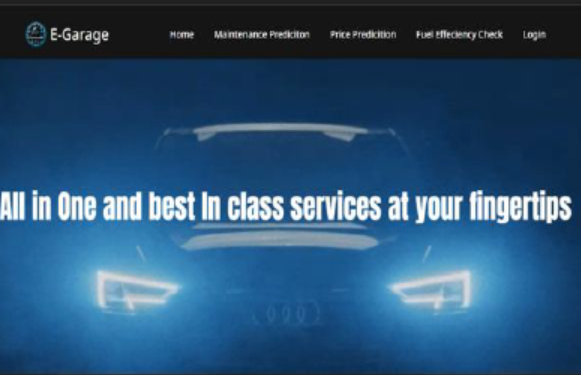 E-Garage
Home Maintenance Prediciton Price Predicition Fuel Effeciency Check Login
All in One and best In class services at your fingertips